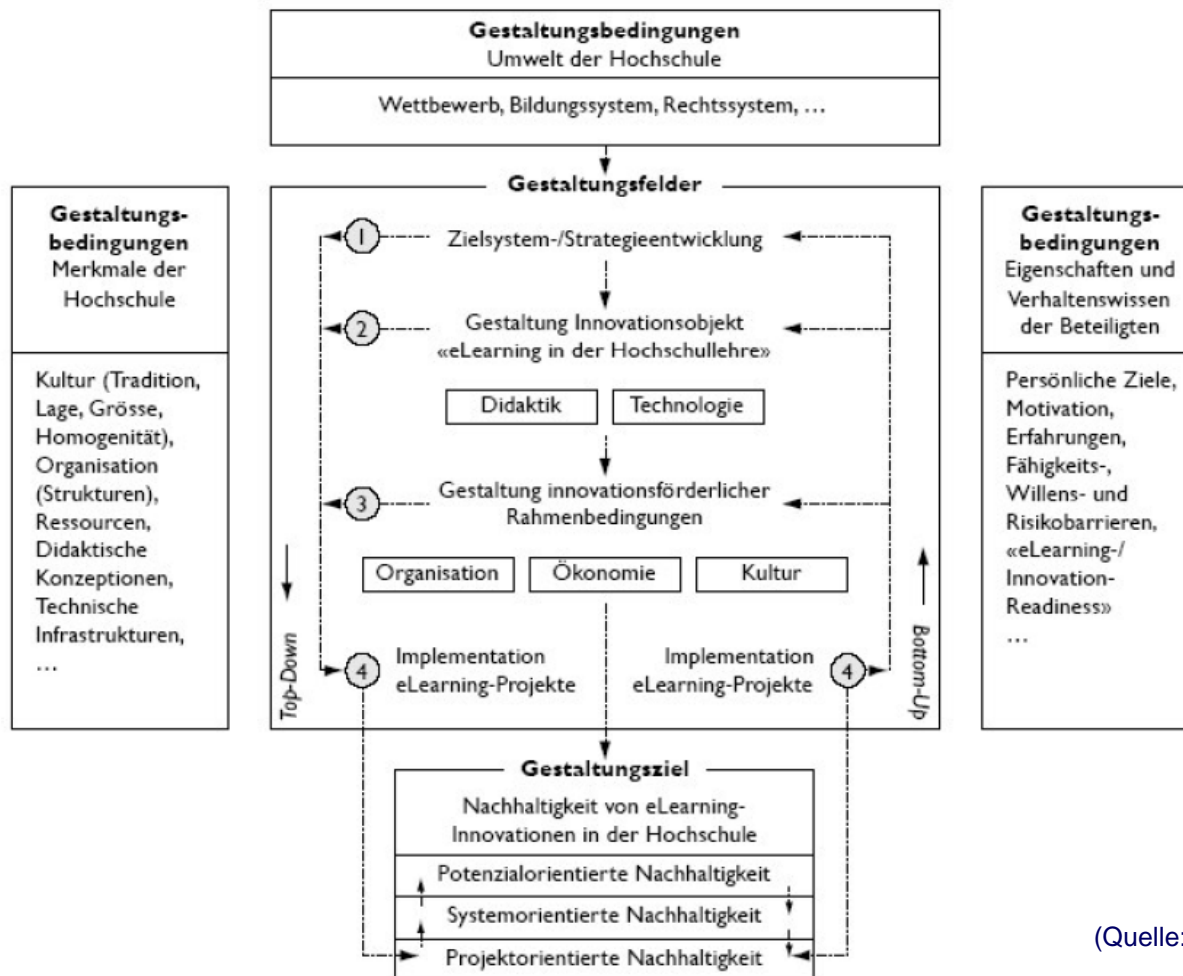 Gestaltungsbedingungen
Umwelt der Hochschule
Wettbewerb, Bildungssystem, Rechtssystem, …
Gestaltungs-
bedingungen
Merkmale der
Hochschule
Kultur (Tradition,
Lage, Grösse,
Homogenität),
Organisation
(Strukturen),
Ressourcen,
Didaktische
Konzeptionen,
Technische
Infrastrukturen,
…
Gestaltungsfelder
1 Zielsystem-/Strategieentwicklung
2 Gestaltung Innovationsobjekt
«eLearning in der Hochschullehre»
Didaktik Technologie
3 Gestaltung innovationsförderlicher
Rahmenbedingungen
Organisation Ökonomie Kultur
Top-Down
4 Implementation
eLearning-Projekte
Implementation
eLearning-Projekte 4
Bottom-Up
Gestaltungs-
bedingungen
Eigenschaften und
Verhaltenswissen
der Beteiligten
Persönliche Ziele,
Motivation,
Erfahrungen,
Fähigkeits-,
Willens- und
Risikobarrieren,
«eLearning-/
Innovation-
Readiness»
…
Gestaltungsziel
Nachhaltigkeit von eLearning-
Innovationen in der Hochschule
Potenzialorientierte Nachhaltigkeit
Systemorientierte Nachhaltigkeit
Projektorientierte Nachhaltigkeit
(Quelle: